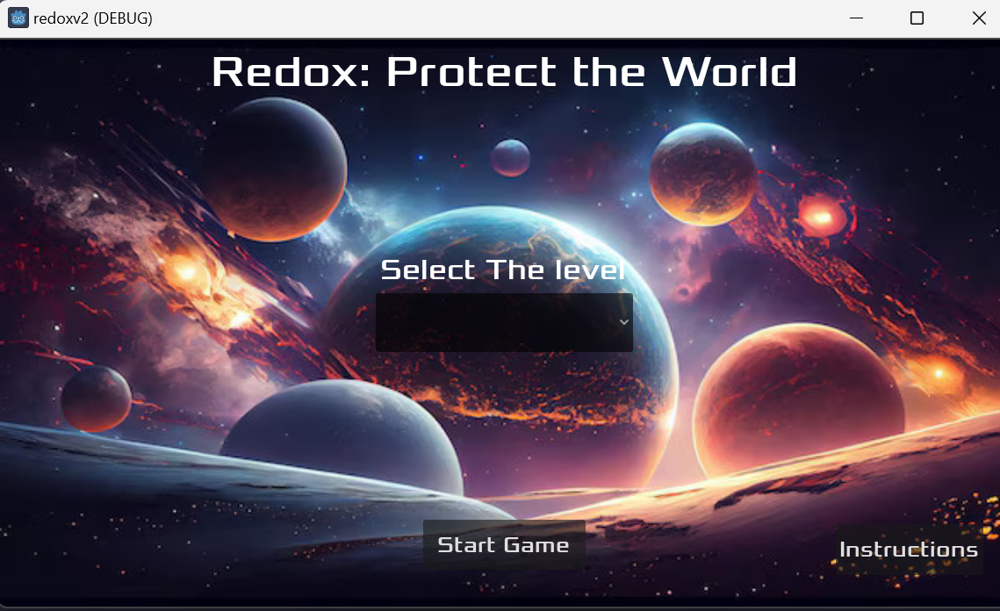 redoxv2 (DEBUG)
Redox: Protect the World
Select The level
Start Game
Instructions